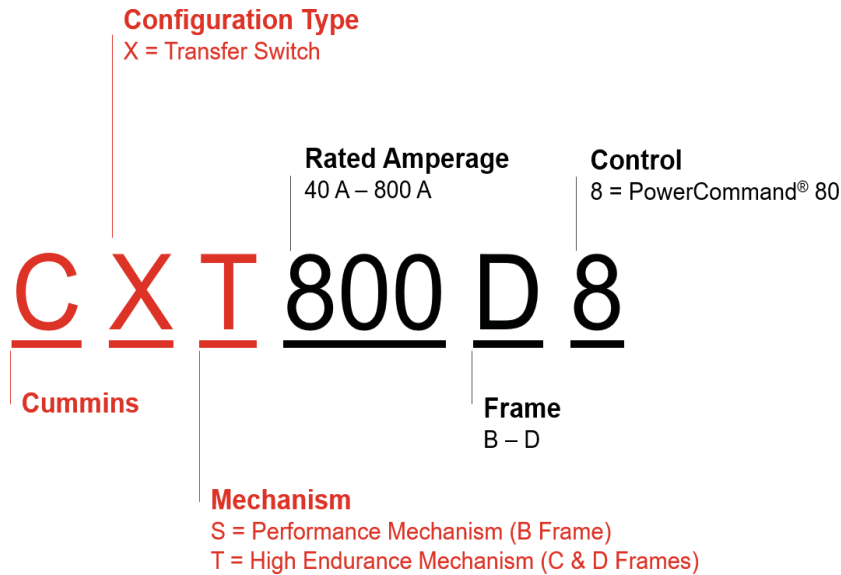 Configuration Type
X = Transfer Switch
Rated Amperage
40 A – 800 A
Control
8 = PowerCommand® 80
C X T 800 D 8
Cummins
Frame
B – D
Mechanism
S = Performance Mechanism (B Frame)
T = High Endurance Mechanism (C & D Frames)